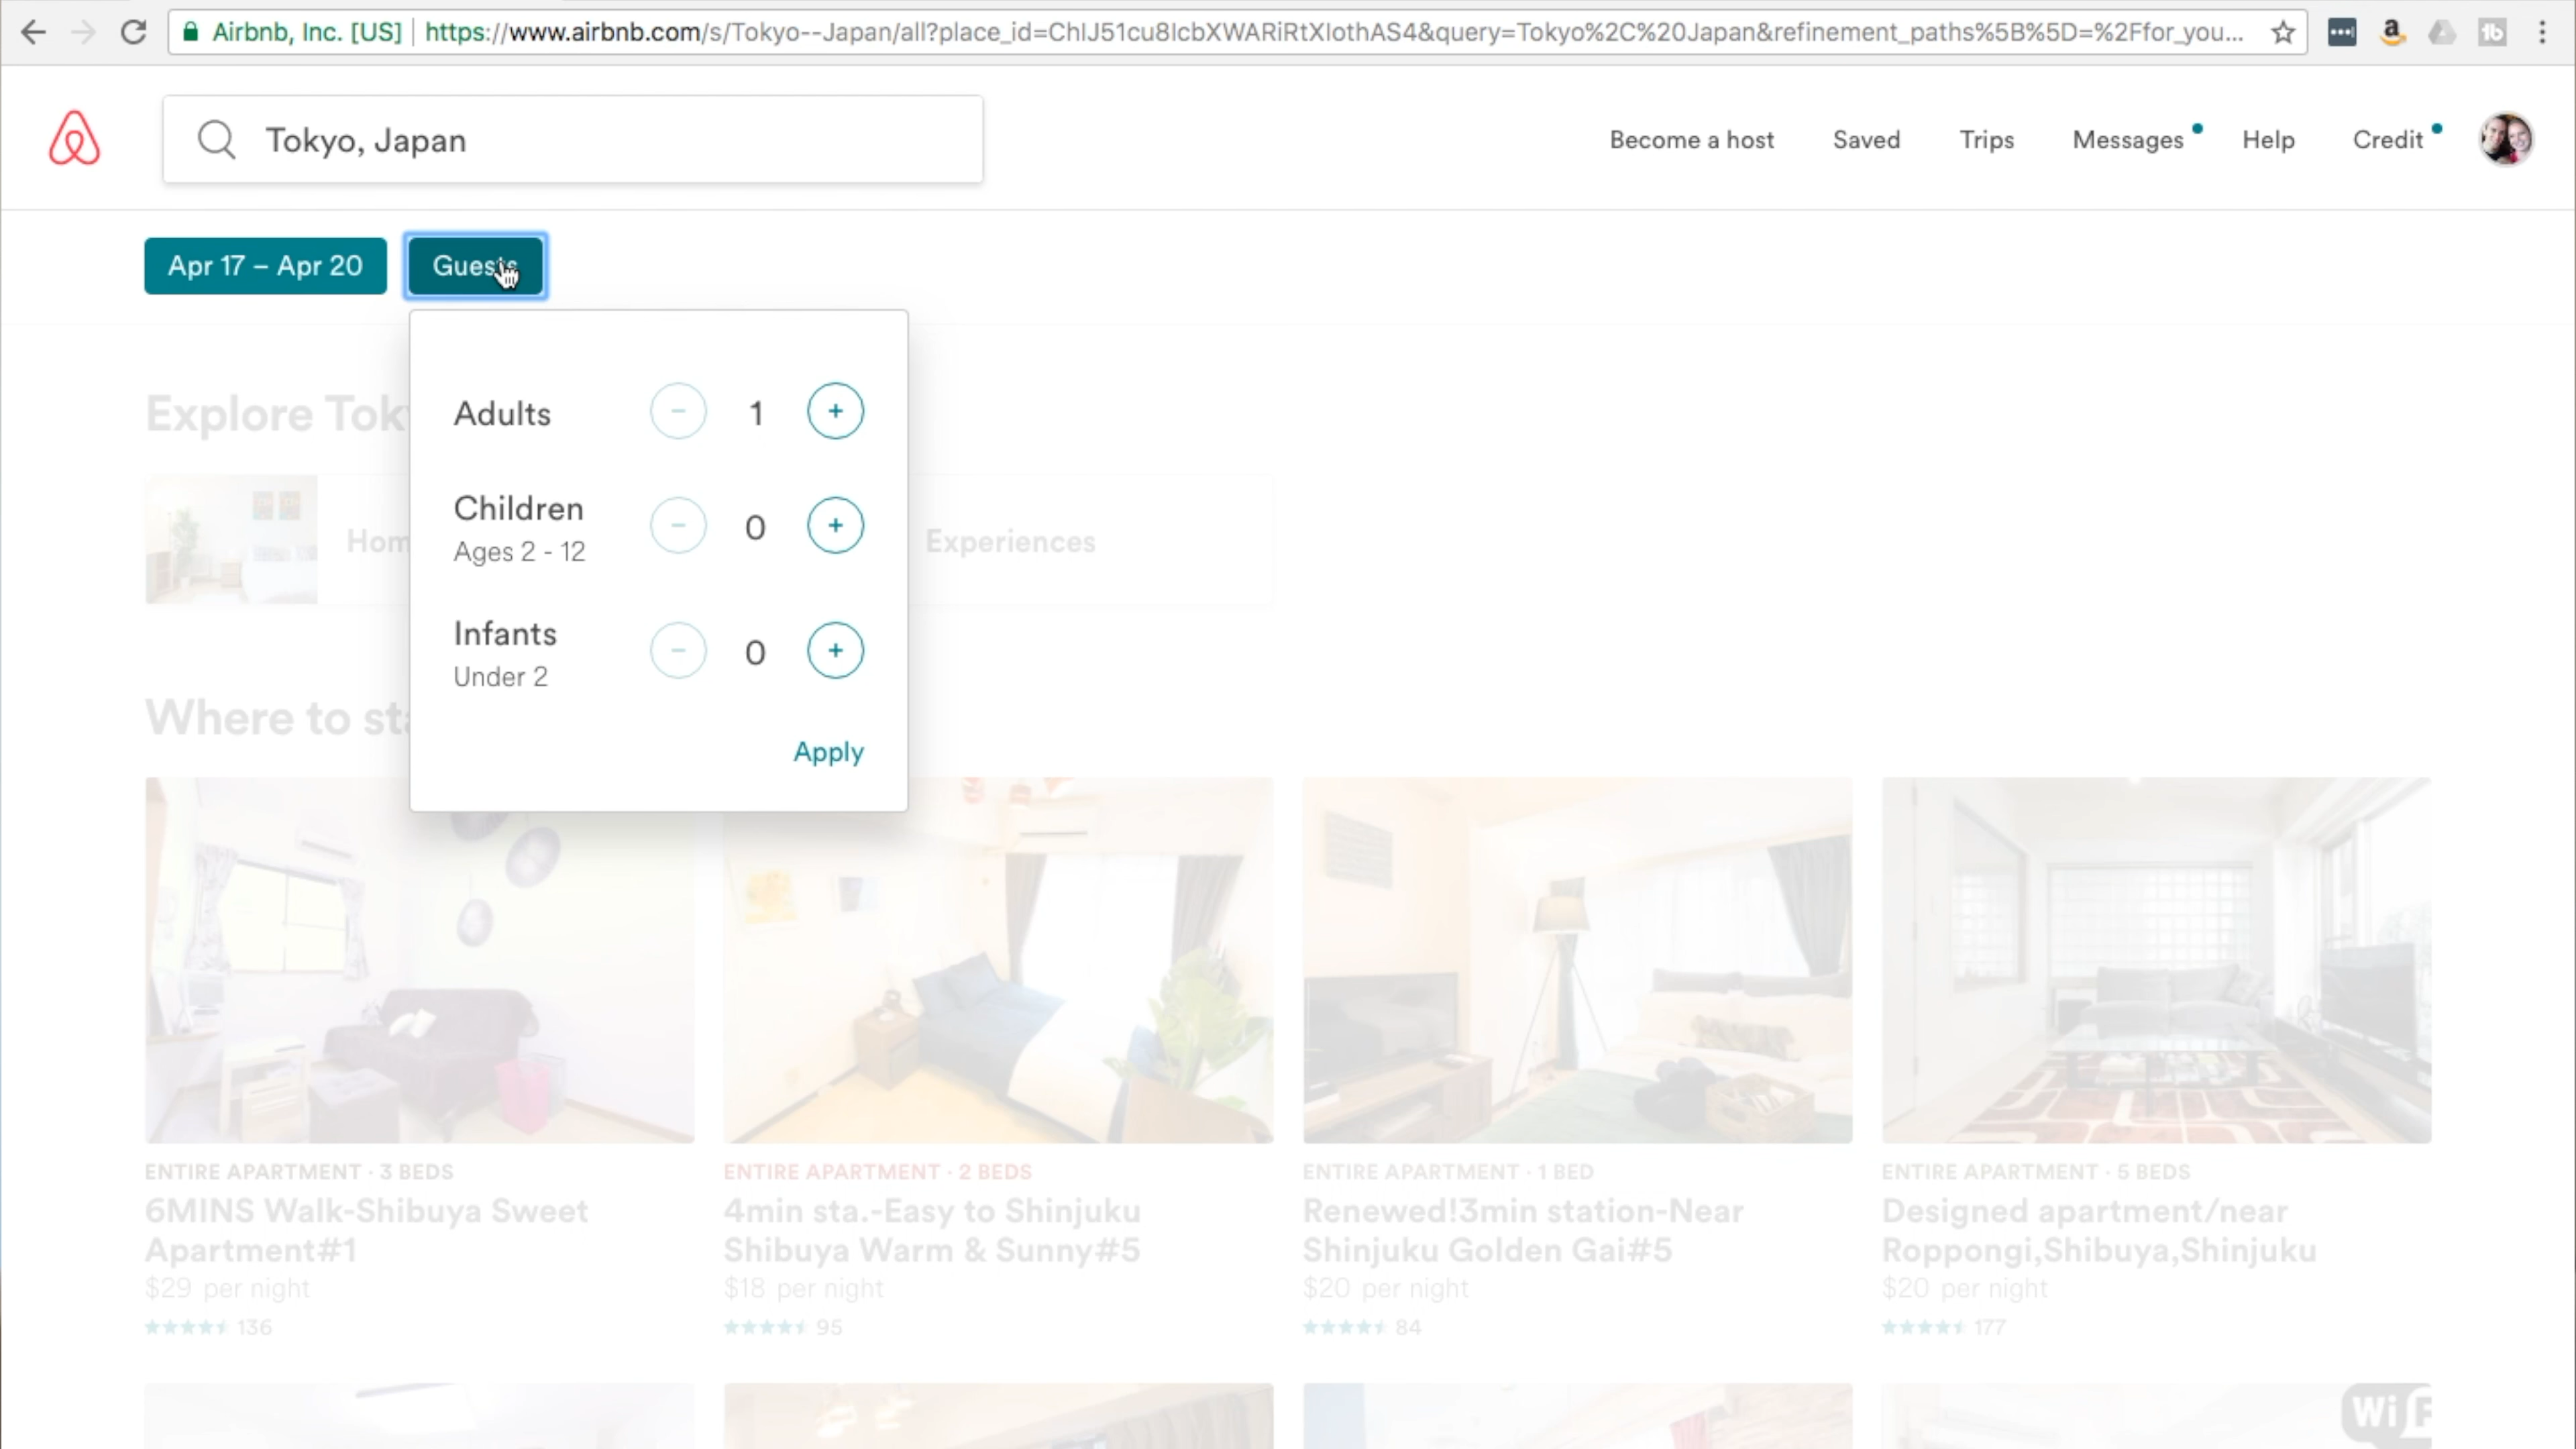 Airbnb, Inc. [US] | https://www.airbnb.com/s/Tokyo--Japan/all?place_id=ChIJ51cu8IcbXWARiRtXIothAS4&query=Tokyo%2C%20Japan&refinement_paths%5B%5D=%2Ffor_you...
Tokyo, Japan
Become a host Saved Trips Messages Help Credit
Apr 17 – Apr 20 Guests
Adults 1
Children 0
Ages 2 - 12
Infants 0
Under 2
Apply
Explore
Experiences
Where to
ENTIRE APARTMENT · 3 BEDS
6MINS Walk-Shibuya Sweet
Apartment#1
$29 per night
136
ENTIRE APARTMENT · 2 BEDS
4min sta.-Easy to Shinjuku
Shibuya Warm & Sunny#5
$18 per night
95
ENTIRE APARTMENT · 1 BED
Renewed!3min station-Near
Shinjuku Golden Gai#5
$20 per night
84
ENTIRE APARTMENT · 5 BEDS
Designed apartment/near
Roppongi,Shibuya,Shinjuku
$20 per night
177